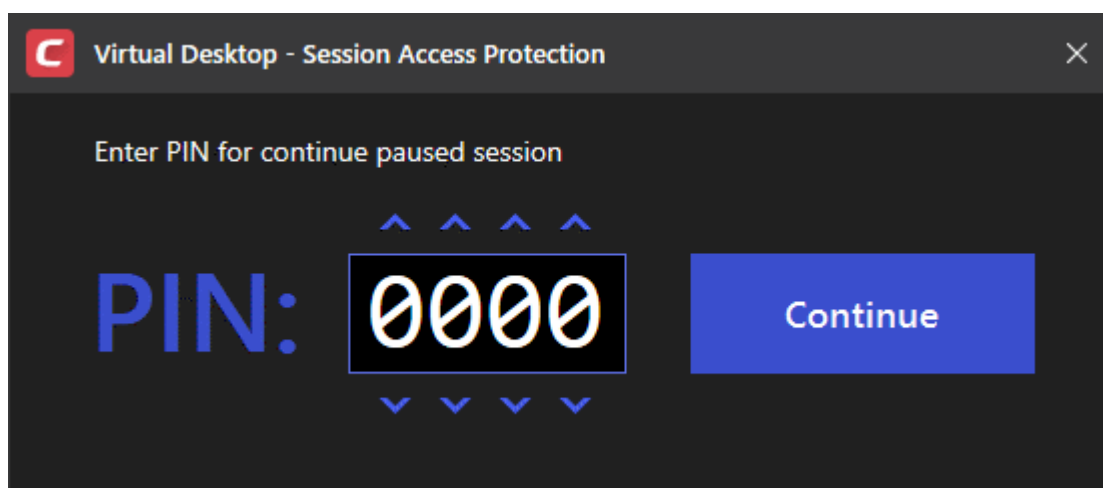 Virtual Desktop - Session Access Protection
Enter PIN for continue paused session
PIN: 0000 Continue